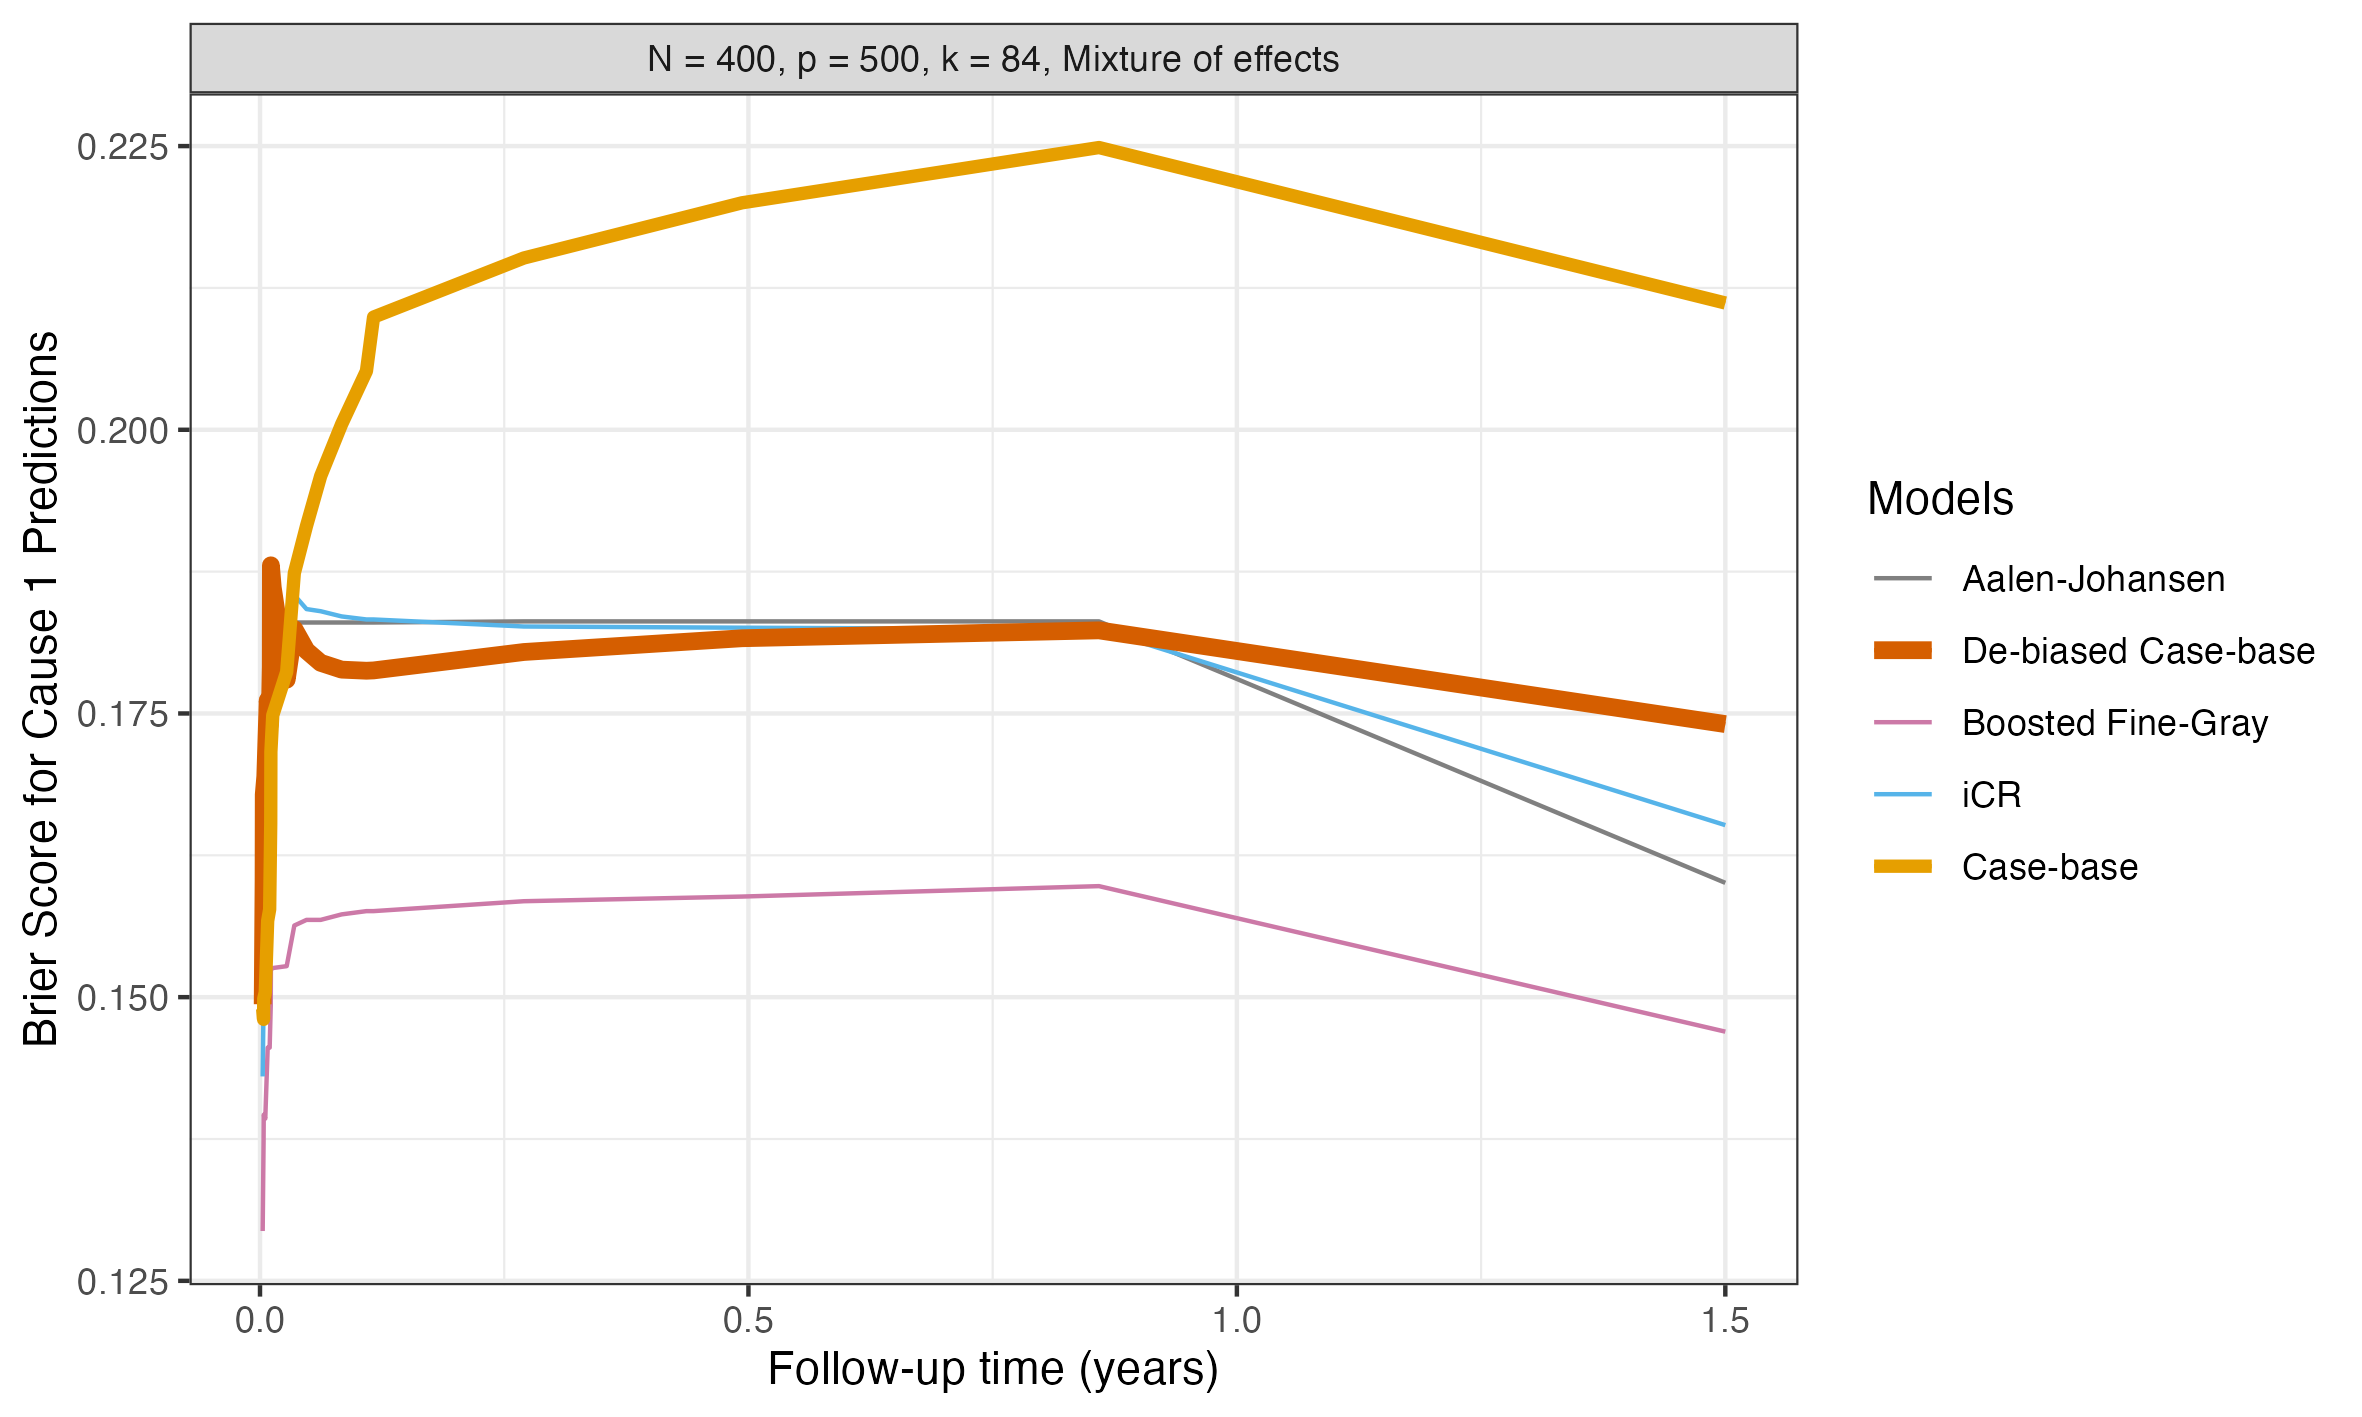 N = 400, p = 500, k = 84, Mixture of effects
Brier Score for Cause 1 Predictions
0.225
0.200
0.175
0.150
0.125
0.0 0.5 1.0 1.5
Follow-up time (years)
Models
Aalen-Johansen
De-biased Case-base
Boosted Fine-Gray
iCR
Case-base